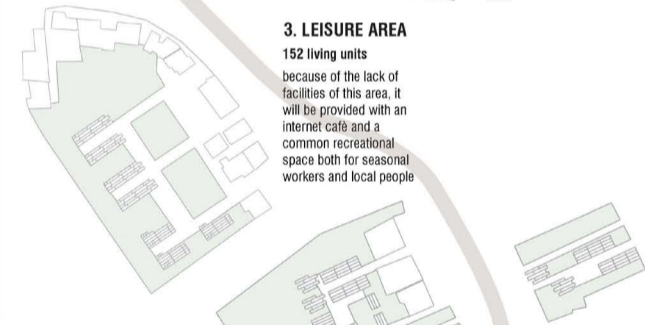 3. LEISURE AREA
152 living units
because of the lack of
facilities of this area, it
will be provided with an
internet cafè and a
common recreational
space both for seasonal
workers and local people